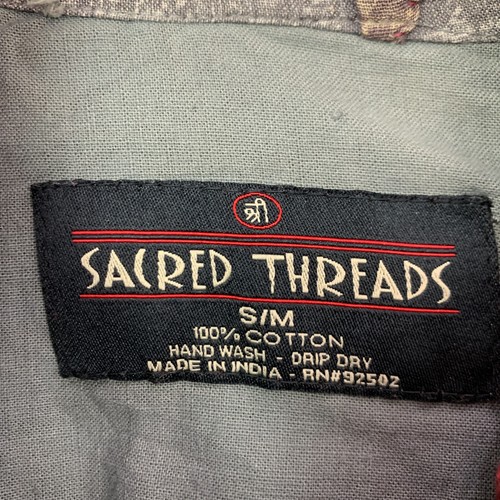 श्री
SACRED THREADS
S/M
100% COTTON
HAND WASH - DRIP DRY
MADE IN INDIA - RN#92502